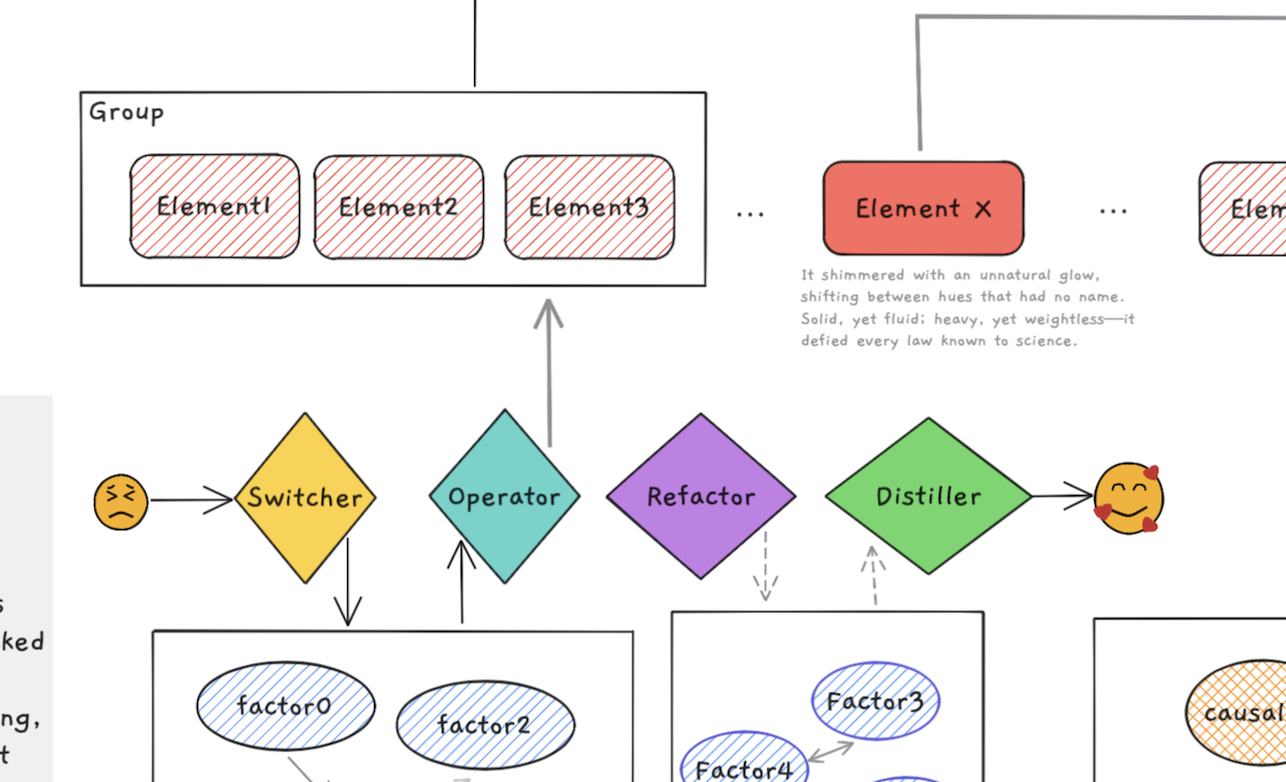 Group
Element1
Element2
Element3
...
Element X
...
Elem
It shimmered with an unnatural glow,
shifting between hues that had no name.
Solid, yet fluid; heavy, yet weightless—it
defied every law known to science.
Switcher
Operator
Refactor
Distiller
s
ked
ng,
t
factor0
factor2
Factor3
Factor4
causal